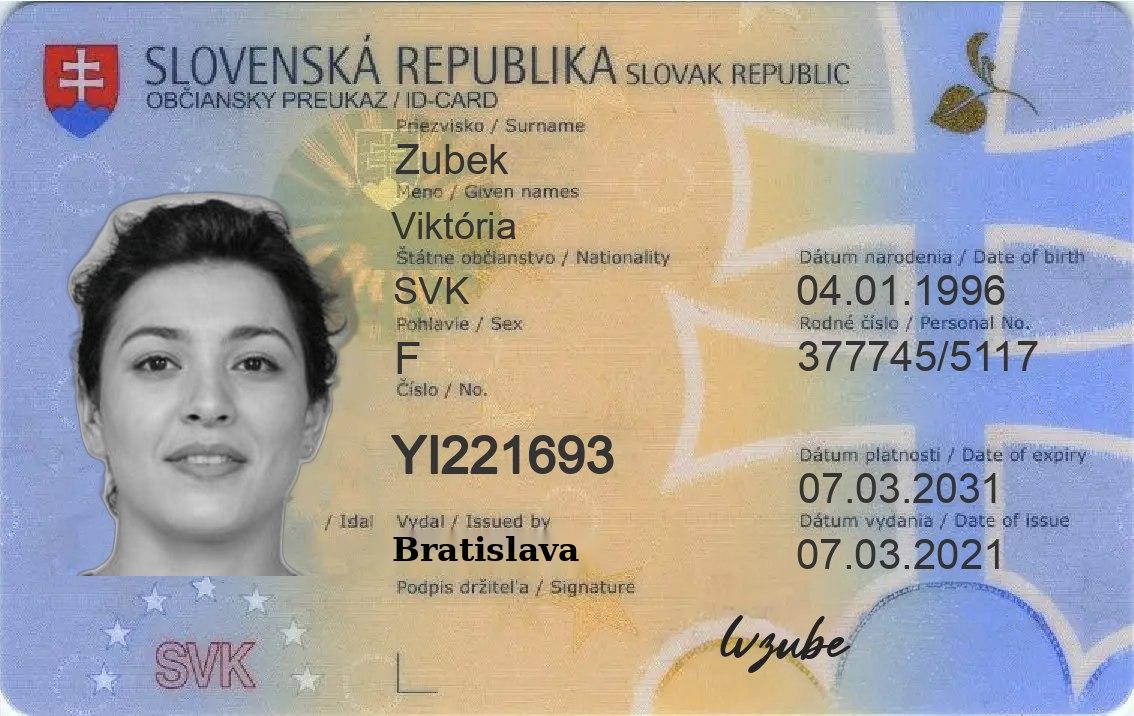 SLOVENSKÁ REPUBLIKA SLOVAK REPUBLIC
OBČIANSKY PREUKAZ / ID-CARD
Priezvisko / Surname
Zubek
Meno / Given names
Viktória
Štátne občianstvo / Nationality
SVK
Dátum narodenia / Date of birth
04.01.1996
Pohlavie / Sex
F
Rodné číslo / Personal No.
377745/5117
Číslo / No.
YI221693
Dátum platnosti / Date of expiry
07.03.2031
/ Isdal Vydal / Issued by
Bratislava
Dátum vydania / Date of issue
07.03.2021
Podpis držiteľa / Signature
lvzube
SVK